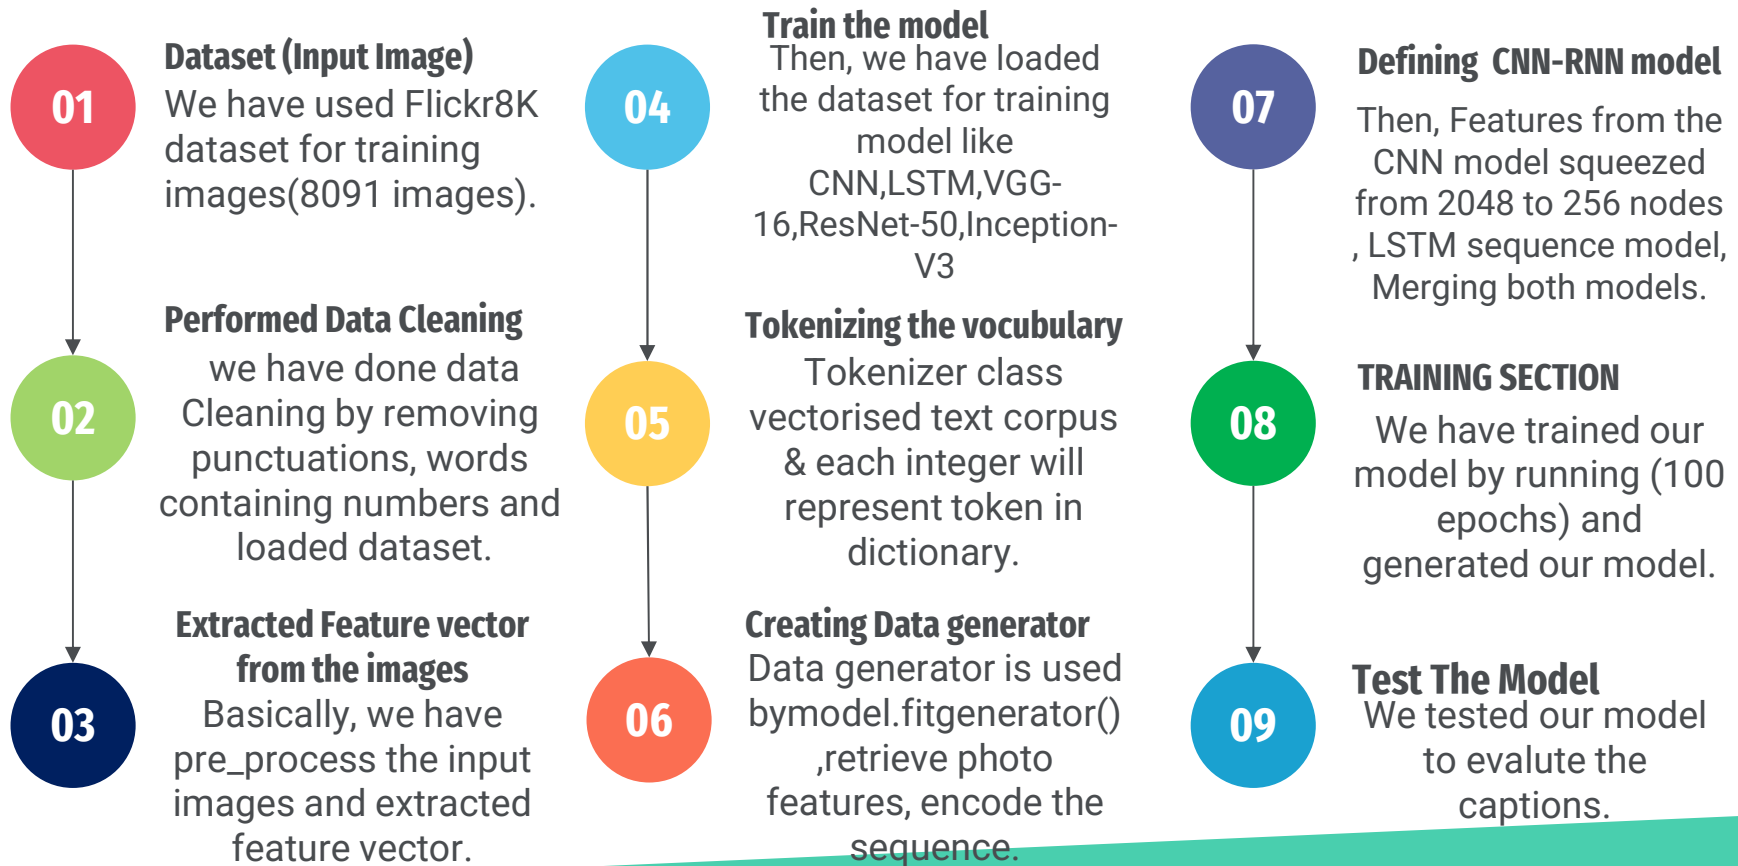 01
Dataset (Input Image)
We have used Flickr8K
dataset for training
images(8091 images).
02
Performed Data Cleaning
we have done data
Cleaning by removing
punctuations, words
containing numbers and
loaded dataset.
03
Extracted Feature vector
from the images
Basically, we have
pre_process the input
images and extracted
feature vector.
04
Train the model
Then, we have loaded
the dataset for training
model like
CNN,LSTM,VGG-
16,ResNet-50,Inception-
V3
05
Tokenizing the vocubulary
Tokenizer class
vectorised text corpus
& each integer will
represent token in
dictionary.
06
Creating Data generator
Data generator is used
bymodel.fitgenerator()
,retrieve photo
features, encode the
sequence.
07
Defining CNN-RNN model
Then, Features from the
CNN model squeezed
from 2048 to 256 nodes
, LSTM sequence model,
Merging both models.
08
TRAINING SECTION
We have trained our
model by running (100
epochs) and
generated our model.
09
Test The Model
We tested our model
to evalute the
captions.